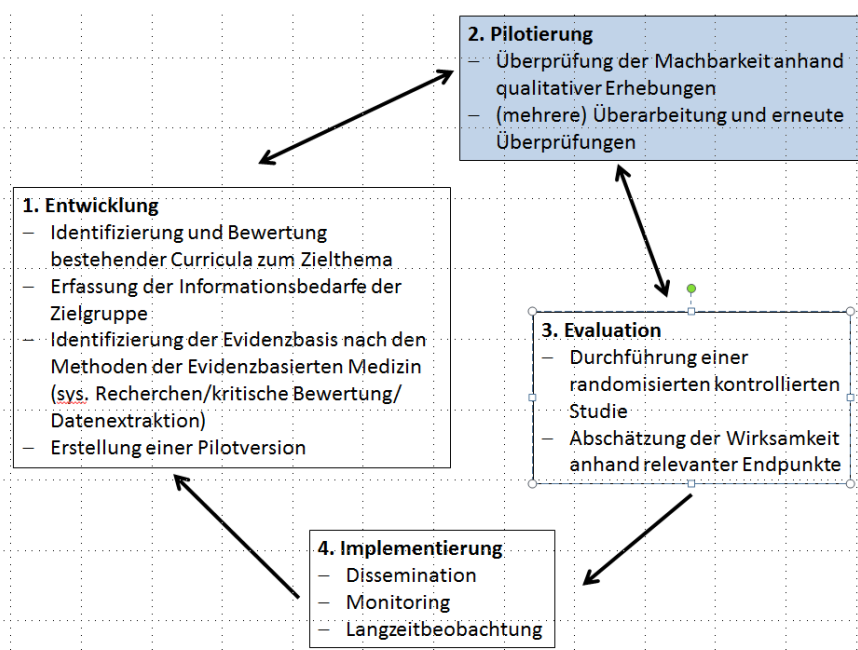 2. Pilotierung
– Überprüfung der Machbarkeit anhand
qualitativer Erhebungen
– (mehrere) Überarbeitung und erneute
Überprüfungen
1. Entwicklung
– Identifizierung und Bewertung
bestehender Curricula zum Zielthema
– Erfassung der Informationsbedarfe der
Zielgruppe
– Identifizierung der Evidenzbasis nach den
Methoden der Evidenzbasierten Medizin
(sys. Recherchen/kritische Bewertung/
Datenextraktion)
– Erstellung einer Pilotversion
3. Evaluation
– Durchführung einer
randomisierten kontrollierten
Studie
– Abschätzung der Wirksamkeit
anhand relevanter Endpunkte
4. Implementierung
– Dissemination
– Monitoring
– Langzeitbeobachtung